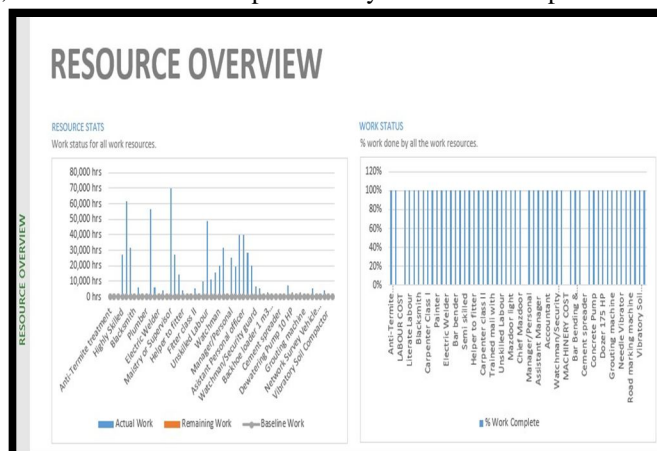 RESOURCE OVERVIEW
RESOURCE STATS
Work status for all work resources.
80,000 hrs
70,000 hrs
60,000 hrs
50,000 hrs
40,000 hrs
30,000 hrs
20,000 hrs
10,000 hrs
0 hrs
Anti-Termite treatment
Highly Skilled
Blacksmith
Plumber
Electric Welder
Maistry or Supervisor
Helper to fitter
Fitter class II
Unskilled Labour
Watchman
Manager/Personal
Asistant Personal officer
Watchman/Security guard
Backhoe loader 1 m3...
Cement spreader
Dewatering Pump 10 HP
Grouting machine
Network Survey Vehicle...
Vibratory Soil Compactor
Actual Work
Remaining Work
Baseline Work
WORK STATUS
% work done by all the work resources.
120%
100%
80%
60%
40%
20%
0%
Anti-Termite
LABOUR COST
Literate Labour
Blacksmith
Carpenter Class I
Painter
Electric Welder
Bar bender
Semi skilled
Helper to fitter
Carpenter class II
Trained mali with
Unskilled Labour
Mazdoor light
Chief Mazdoor
Manager/Personal
Assistant Manager
Accountant
Watchman/Security
MACHINERY COST
Bar Bending &
Cement spreader
Concrete Pump
Dozer 175 HP
Grouting machine
Needle Vibrator
Road marking machine
Vibratory Soil...
% Work Complete
RESOURCE OVERVIEW